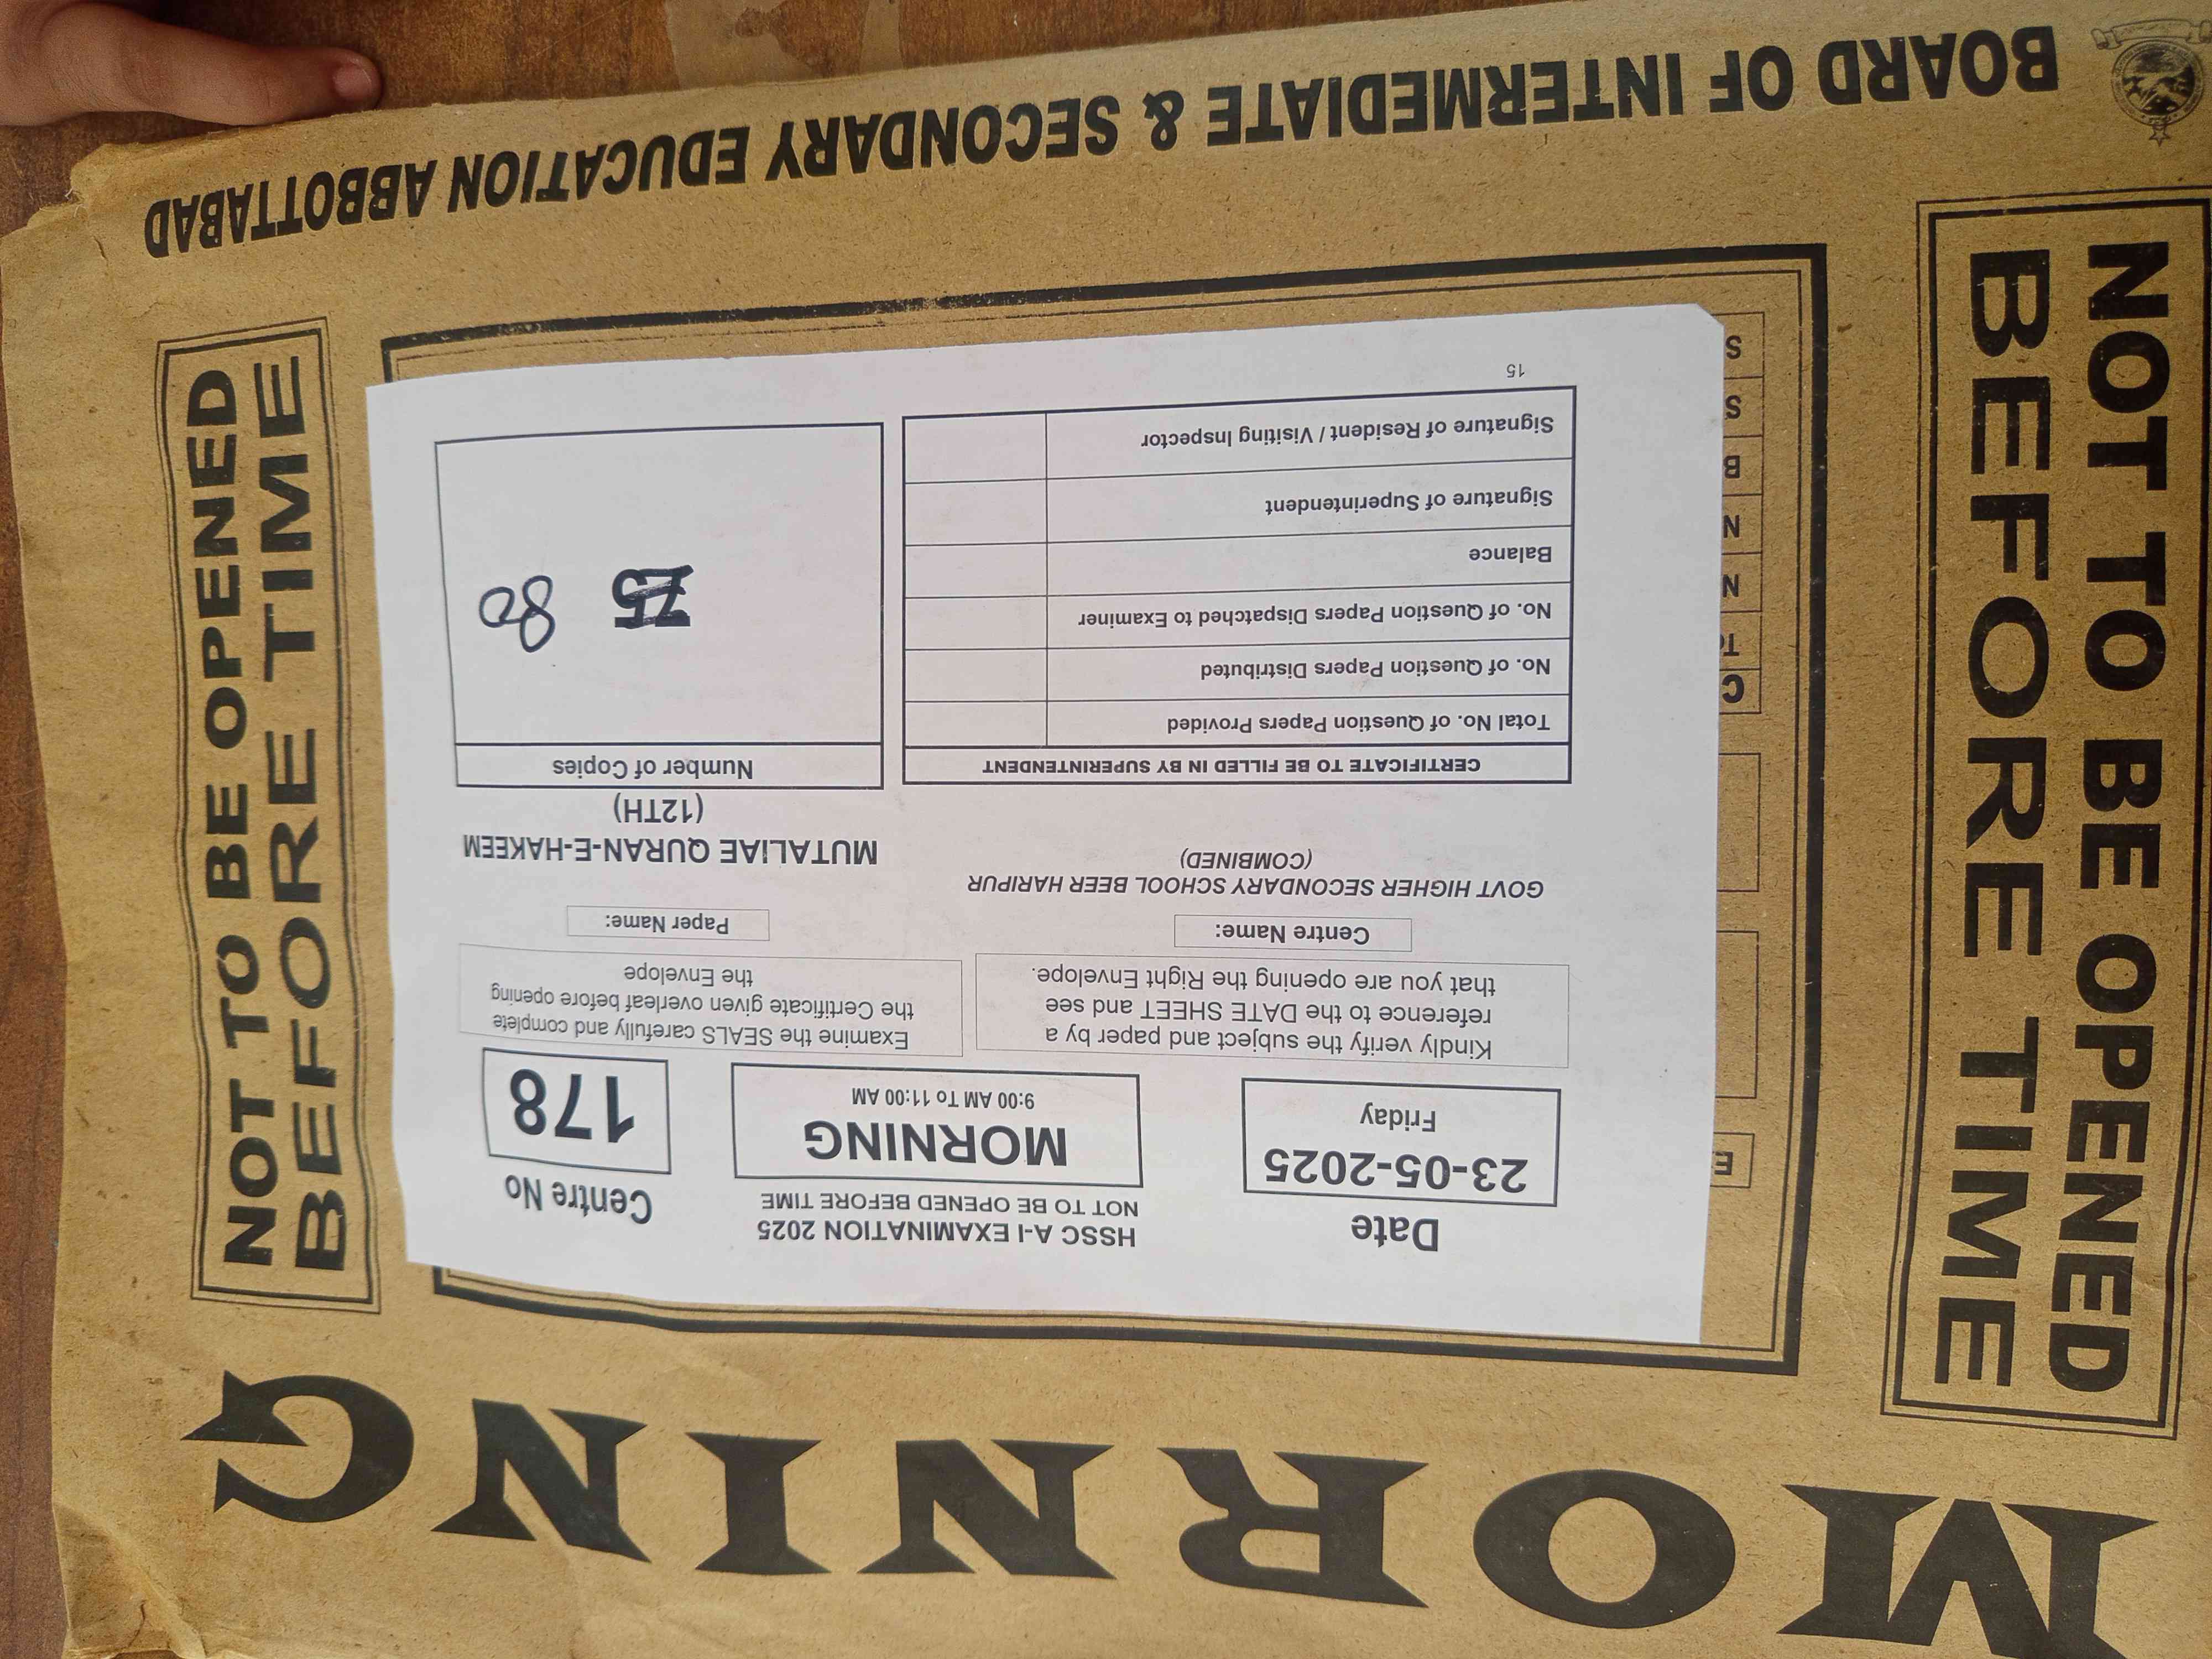 BOARD OF INTERMEDIATE & SECONDARY EDUCATION ABBOTTABAD
NOT TO BE OPENED
BEFORE TIME
NOT TO BE OPENED
BEFORE TIME
MORNING
HSSC A-I EXAMINATION 2025
NOT TO BE OPENED BEFORE TIME
Date
23-05-2025
Friday
MORNING
9:00 AM To 11:00 AM
Centre No
178
Kindly verify the subject and paper by a
reference to the DATE SHEET and see
that you are opening the Right Envelope.
Examine the SEALS carefully and complete
the Certificate given overleaf before opening
the Envelope
Centre Name:
GOVT HIGHER SECONDARY SCHOOL BEER HARIPUR
(COMBINED)
Paper Name:
MUTALIAE QURAN-E-HAKEEM
(12TH)
CERTIFICATE TO BE FILLED IN BY SUPERINTENDENT
Total No. of Question Papers Provided
No. of Question Papers Distributed
No. of Question Papers Dispatched to Examiner
Balance
Signature of Superintendent
Signature of Resident / Visiting Inspector
15
Number of Copies
80
E
C
N
N
B
S
S